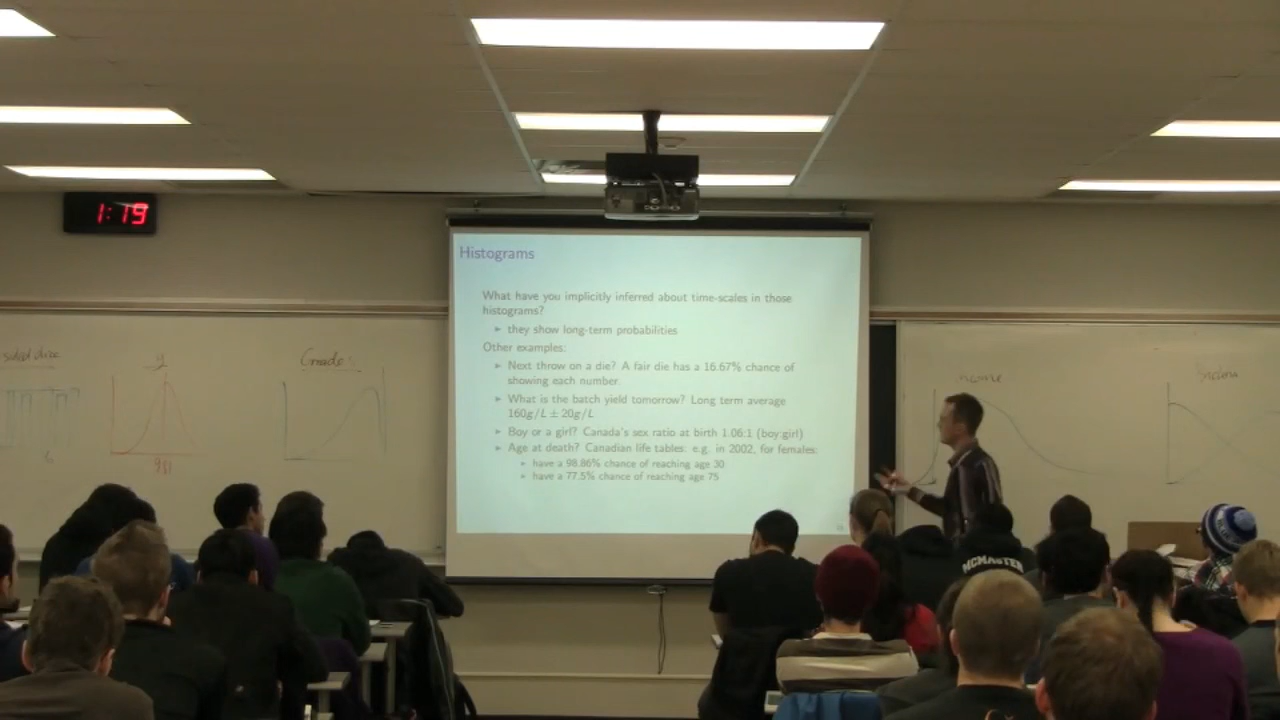 1:19
Histograms
What have you implicitly inferred about time-scales in those
histograms?
► they show long-term probabilities
Other examples:
► Next throw on a die? A fair die has a 16.67% chance of
showing each number.
► What is the batch yield tomorrow? Long term average
160g/L ± 20g/L
► Boy or a girl? Canada's sex ratio at birth 1.06:1 (boy:girl)
► Age at death? Canadian life tables: e.g. in 2002, for females:
► have a 98.86% chance of reaching age 30
► have a 77.5% chance of reaching age 75
Grades
Income
MCMASTER